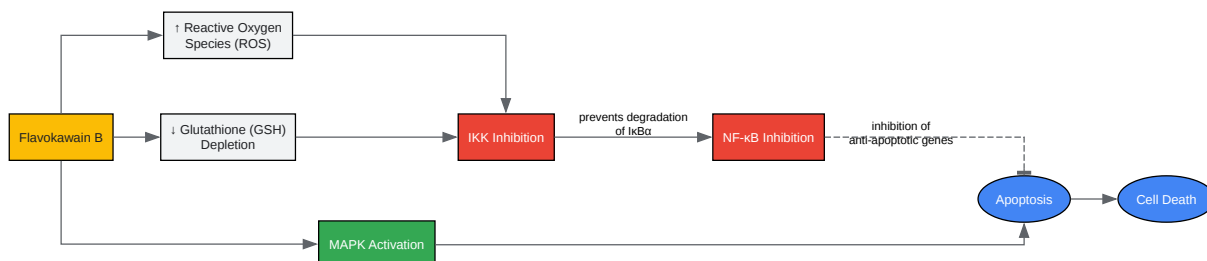 ↑ Reactive Oxygen
Species (ROS)
Flavokawain B
↓ Glutathione (GSH)
Depletion
IKK Inhibition
prevents degradation
of IκBα
NF-κB Inhibition
inhibition of
anti-apoptotic genes
Apoptosis
Cell Death
MAPK Activation